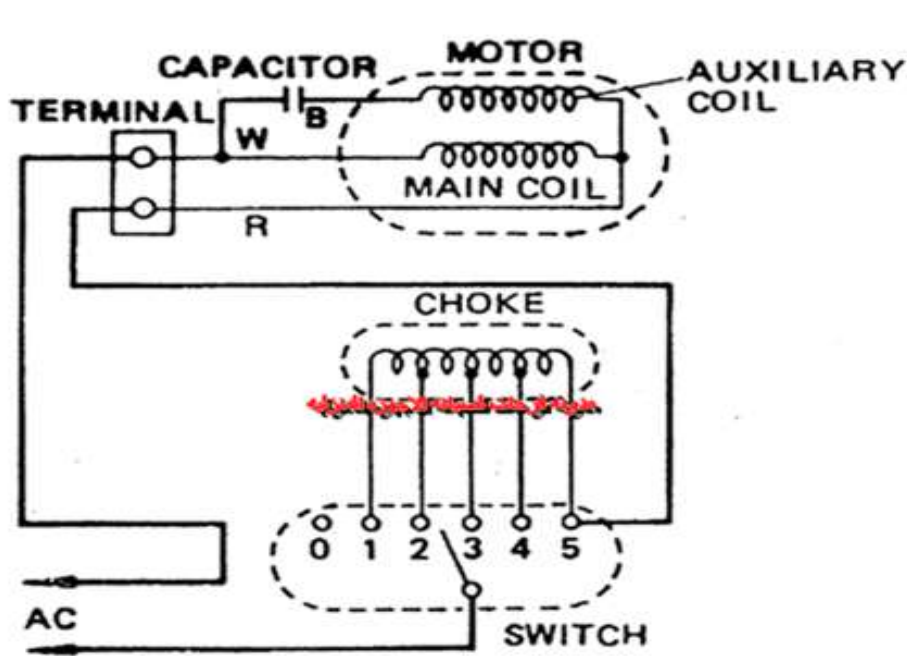 MOTOR
CAPACITOR
AUXILIARY
COIL
TERMINAL
B
W
MAIN COIL
R
CHOKE
0 1 2 3 4 5
AC
SWITCH